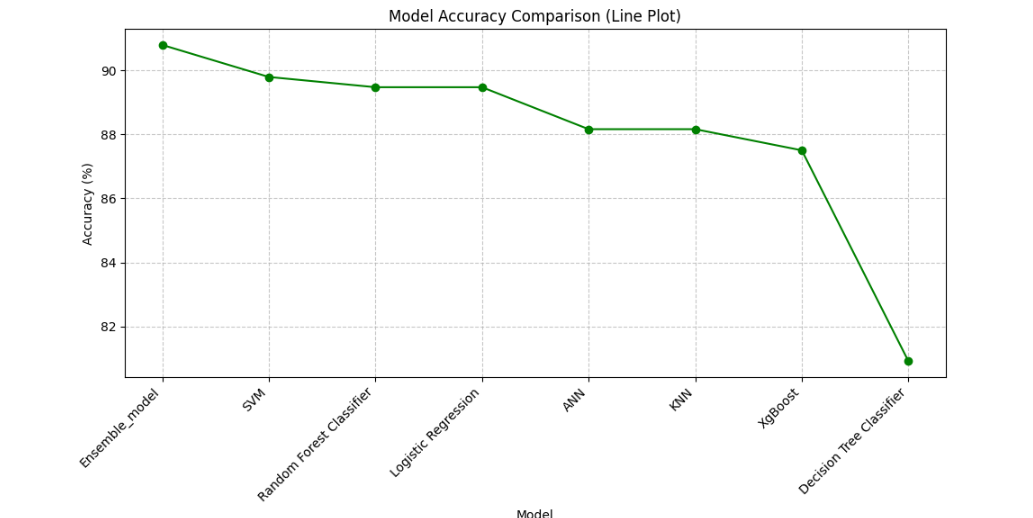 Model Accuracy Comparison (Line Plot)
Accuracy (%)
90
88
86
84
82
Ensemble_model
SVM
Random Forest Classifier
Logistic Regression
ANN
KNN
XgBoost
Decision Tree Classifier
Model